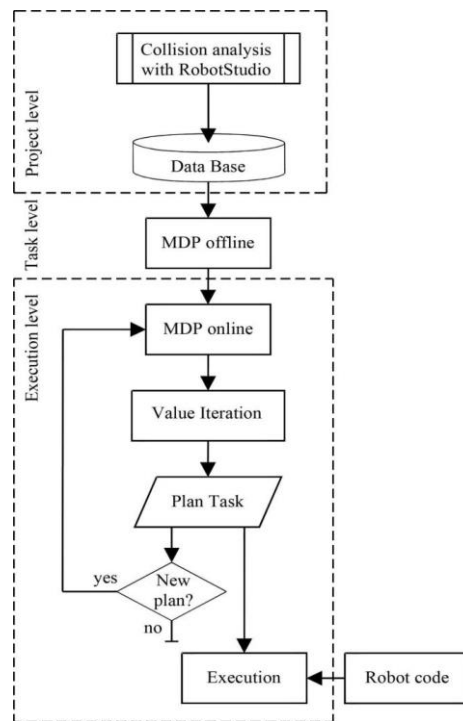 Collision analysis
with RobotStudio
Data Base
Project level
Task level
MDP offline
Execution level
MDP online
Value Iteration
Plan Task
yes
New
plan?
no
Execution
Robot code